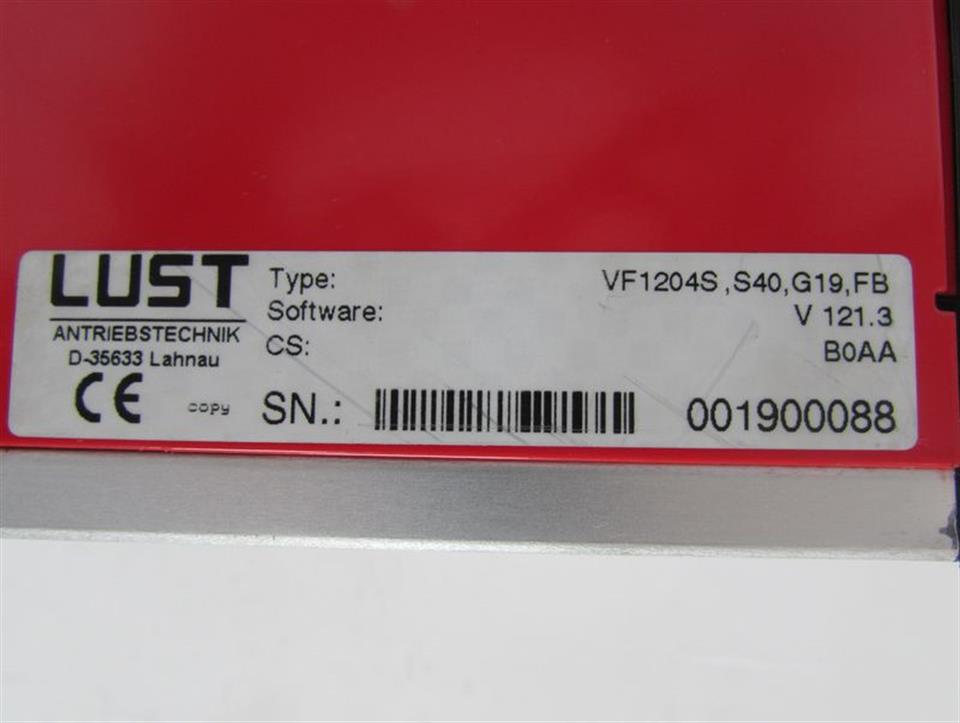 LUST
ANTRIEBSTECHNIK
D-35633 Lahnau
CE
copy
Type: VF1204S,S40,G19,FB
Software: V 121.3
CS: B0AA
SN.: 001900088